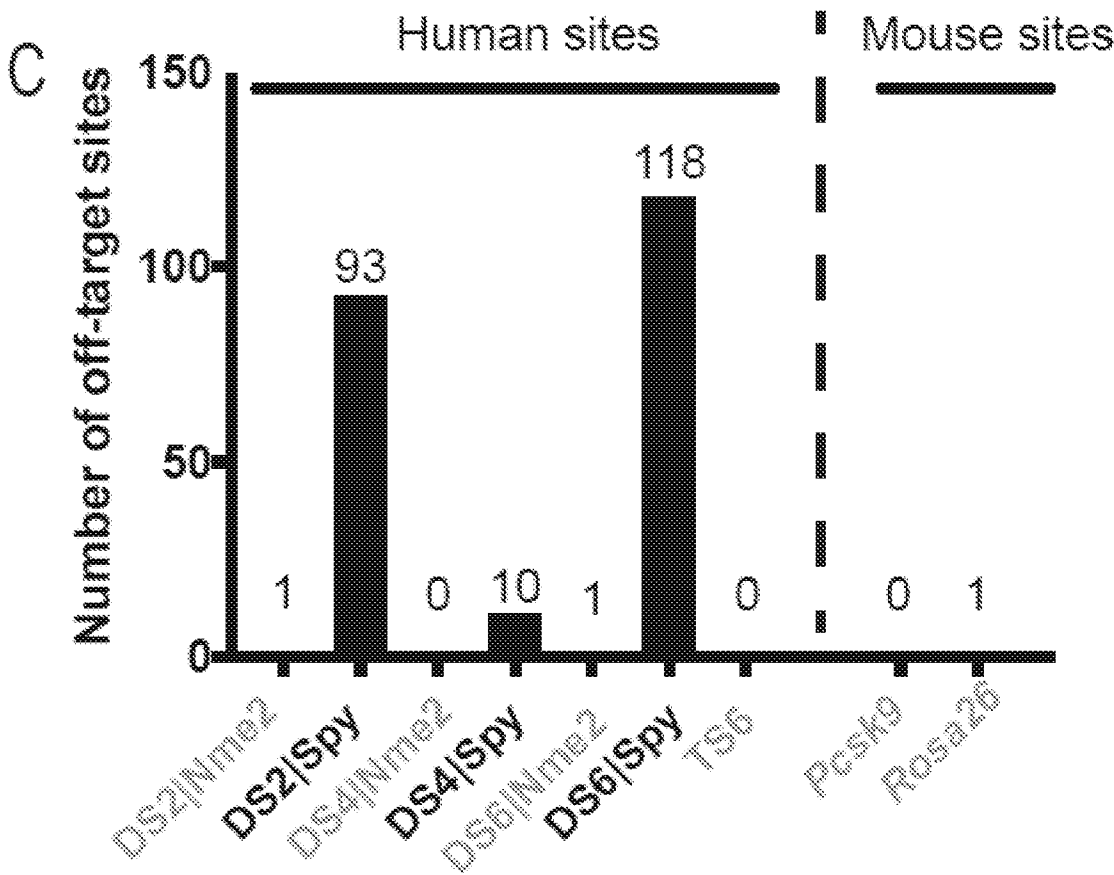 C
Human sites
Mouse sites
Number of off-target sites
150
100
50
0
1
93
0
10
1
118
0
0
1
DS2|Nme2
DS2|Spy
DS4|Nme2
DS4|Spy
DS6|Nme2
DS6|Spy
TS6
Pcsk9
Rosa26